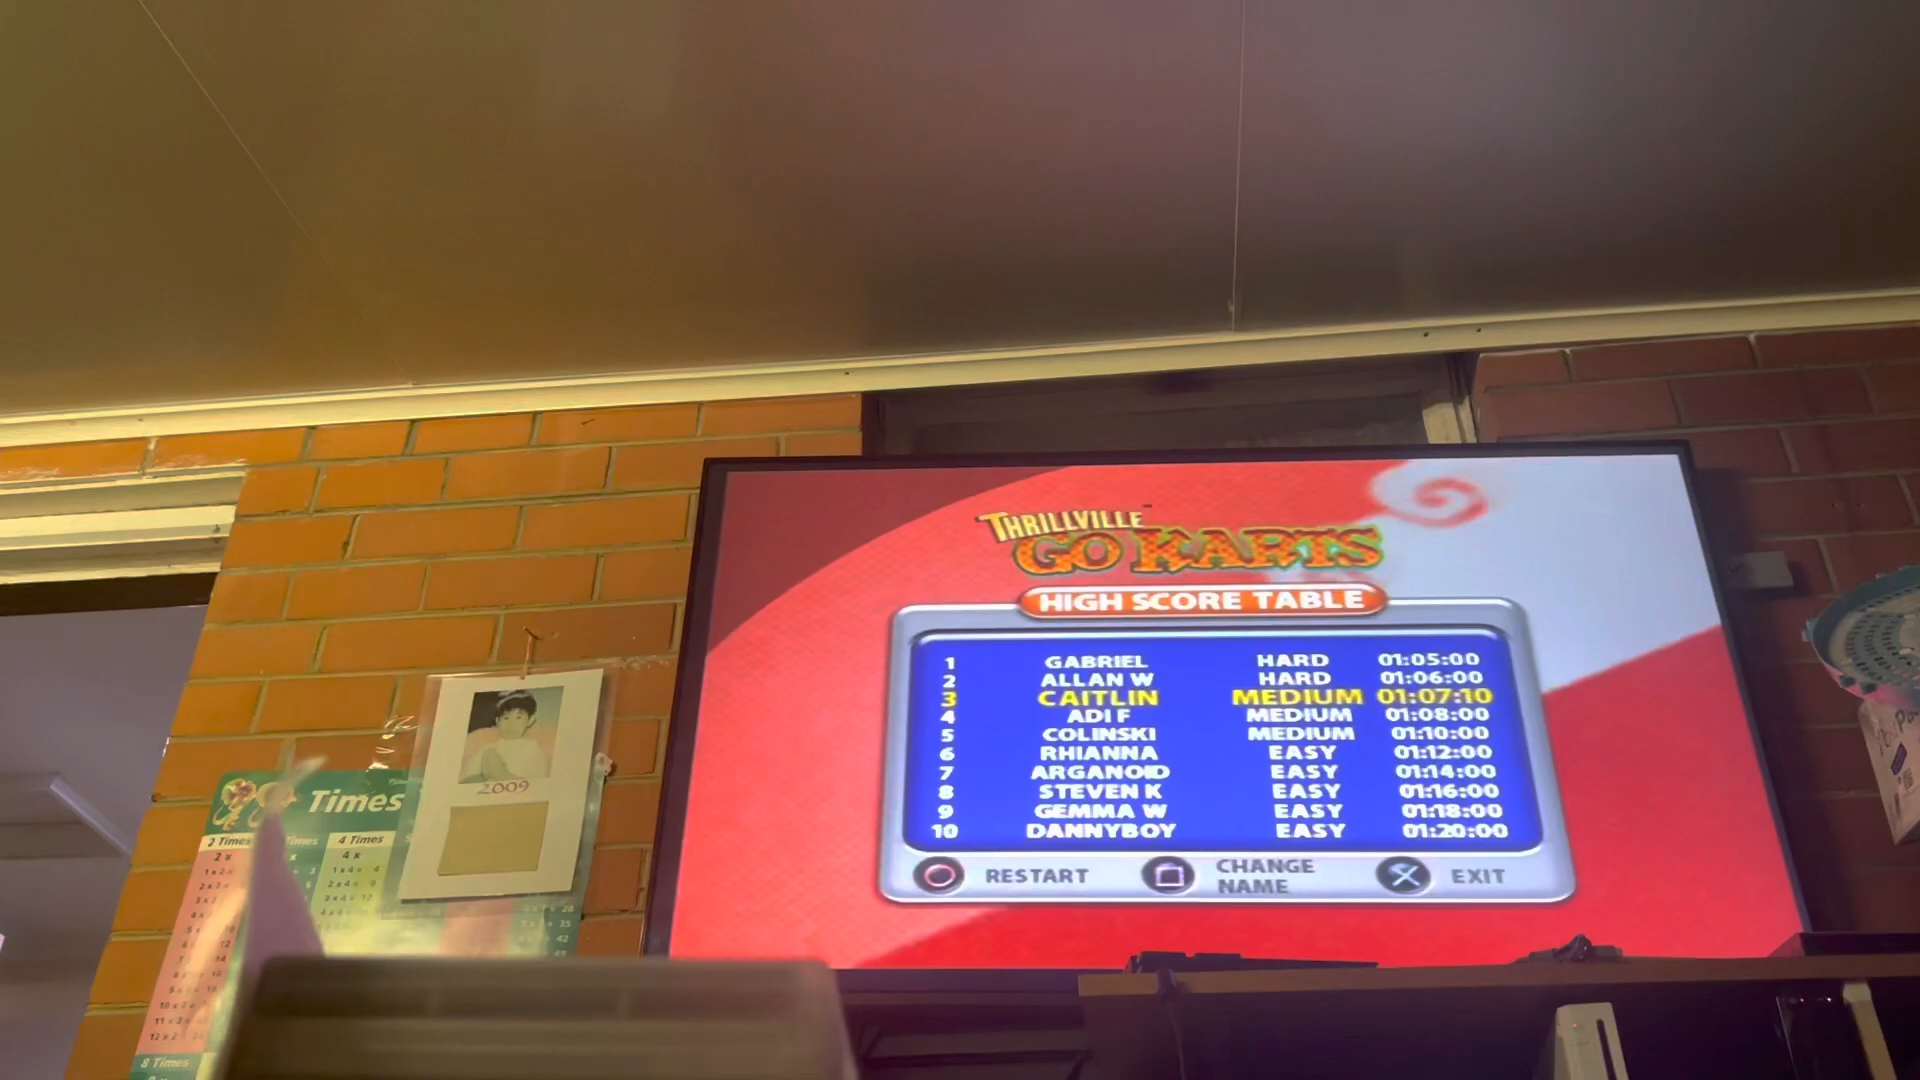 THRILLVILLE™
GO KARTS
HIGH SCORE TABLE
1 GABRIEL HARD 01:05:00
2 ALLAN W HARD 01:06:00
3 CAITLIN MEDIUM 01:07:10
4 ADI F MEDIUM 01:08:00
5 COLINSKI MEDIUM 01:10:00
6 RHIANNA EASY 01:12:00
7 ARGANOID EASY 01:14:00
8 STEVEN K EASY 01:16:00
9 GEMMA W EASY 01:18:00
10 DANNYBOY EASY 01:20:00
RESTART CHANGE NAME EXIT
2009
Times
2 Times 4 Times
2 x 4 x
8 Times